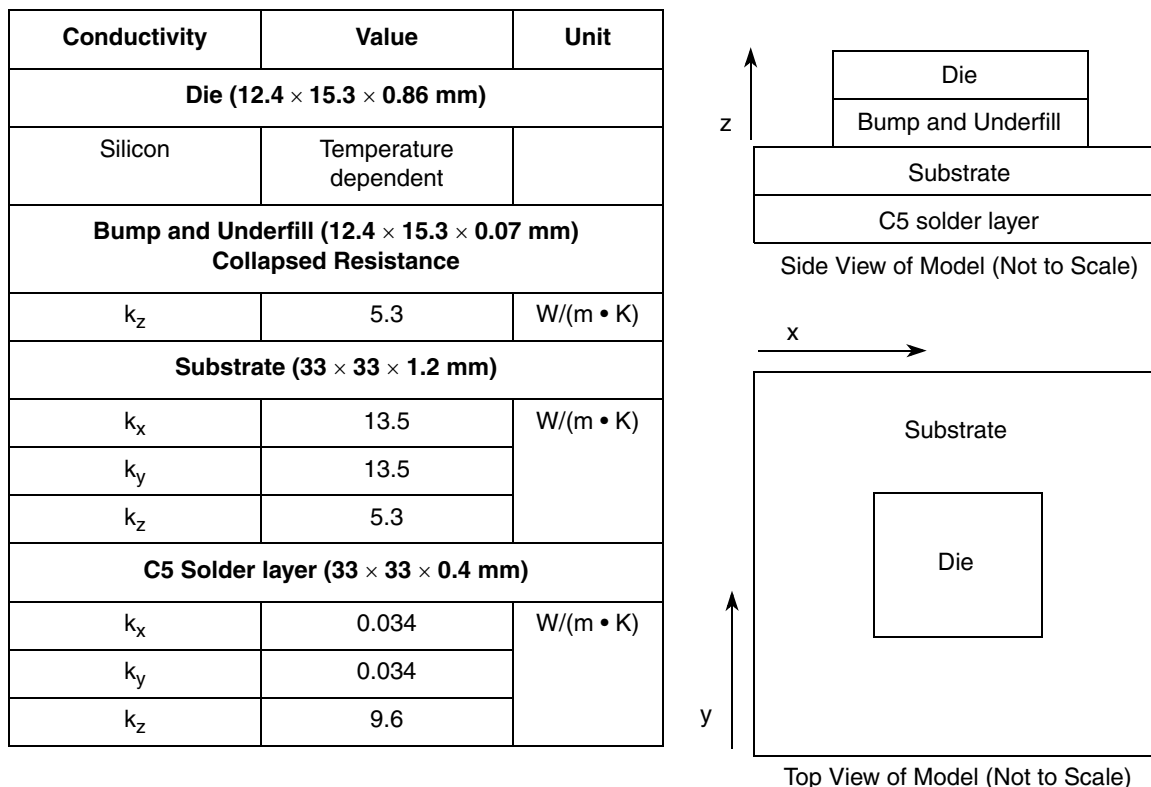 Conductivity Value Unit
Die (12.4 × 15.3 × 0.86 mm)
Silicon Temperature
dependent
Bump and Underfill (12.4 × 15.3 × 0.07 mm)
Collapsed Resistance
kz 5.3 W/(m • K)
Substrate (33 × 33 × 1.2 mm)
kx 13.5 W/(m • K)
ky 13.5
kz 5.3
C5 Solder layer (33 × 33 × 0.4 mm)
kx 0.034 W/(m • K)
ky 0.034
kz 9.6
z
Die
Bump and Underfill
Substrate
C5 solder layer
Side View of Model (Not to Scale)
x
Substrate
Die
y
Top View of Model (Not to Scale)